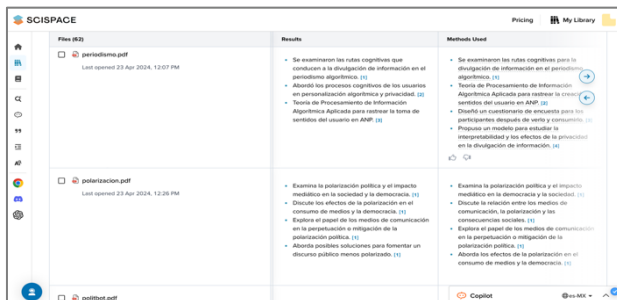 SCISPACE
Pricing
My Library
Files (62)
Results
Methods Used
periodismo.pdf
Last opened 23 Apr 2024, 12:07 PM
Se examinaron las rutas cognitivas que
conducen a la divulgación de información en el
periodismo algorítmico. [1]
Abordó los procesos cognitivos de los usuarios
en personalización algorítmica y privacidad. [2]
Teoría de Procesamiento de Información
Algorítmica Aplicada para rastrear la toma de
sentidos del usuario en ANP. [3]
Se examinaron las rutas cognitivas para la
divulgación de información en el periodismo
algorítmico. [1]
Teoría de Procesamiento de Información
Algorítmica Aplicada para rastrear la creación
sentidos del usuario en ANP. [2]
Diseñó un cuestionario de encuesta para los
participantes después de verlo y consumirlo. [3]
Propuso un modelo para estudiar la
interpretabilidad y los efectos de la privacidad
en la divulgación de información. [4]
polarizacion.pdf
Last opened 23 Apr 2024, 12:26 PM
Examina la polarización política y el impacto
mediático en la sociedad y la democracia. [1]
Discute los efectos de la polarización en el
consumo de medios y la democracia. [1]
Explora el papel de los medios de comunicación
en la perpetuación o mitigación de la
polarización política. [1]
Aborda posibles soluciones para fomentar un
discurso público menos polarizado. [1]
Examina la polarización política y el impacto
mediático en la democracia y la sociedad. [1]
Discute la relación entre los medios de
comunicación, la polarización y las
consecuencias sociales. [1]
Explora el papel de los medios de comunicación
en la perpetuación o mitigación de la
polarización política. [1]
Aborda los efectos de la polarización en el
consumo de medios y la democracia. [1]
politbot.pdf
Copilot
@es-MX